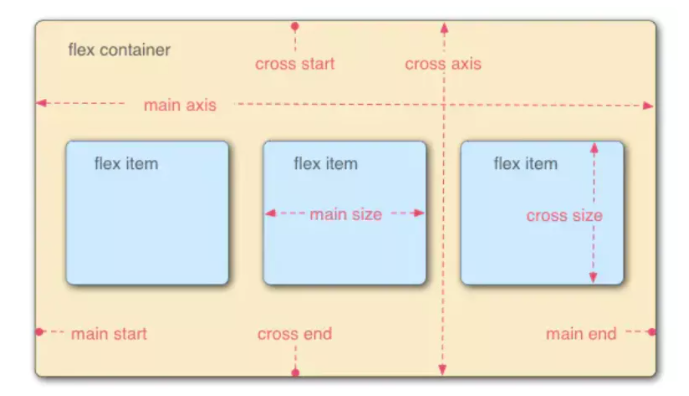 flex container
cross start
cross axis
main axis
flex item
flex item
flex item
main size
cross size
main start
cross end
main end